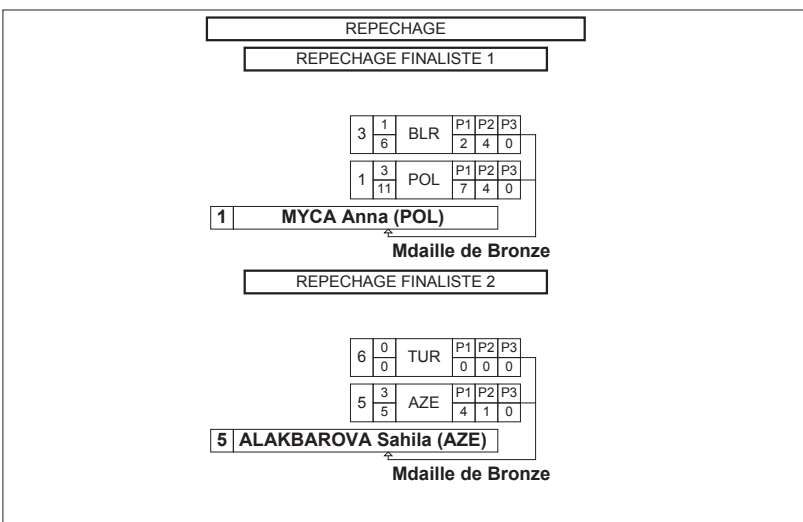 REPECHAGE
REPECHAGE FINALISTE 1
3 1 6 BLR P1 P2 P3 2 4 0
1 3 11 POL P1 P2 P3 7 4 0
1 MYCA Anna (POL)
Mdaille de Bronze
REPECHAGE FINALISTE 2
6 0 0 TUR P1 P2 P3 0 0 0
5 3 5 AZE P1 P2 P3 4 1 0
5 ALAKBAROVA Sahila (AZE)
Mdaille de Bronze